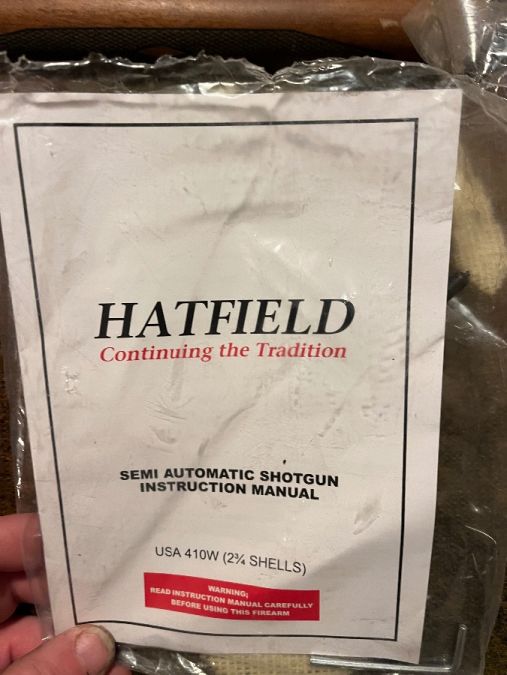 HATFIELD
Continuing the Tradition
SEMI AUTOMATIC SHOTGUN
INSTRUCTION MANUAL
USA 410W (2¾ SHELLS)
WARNING;
READ INSTRUCTION MANUAL CAREFULLY
BEFORE USING THIS FIREARM